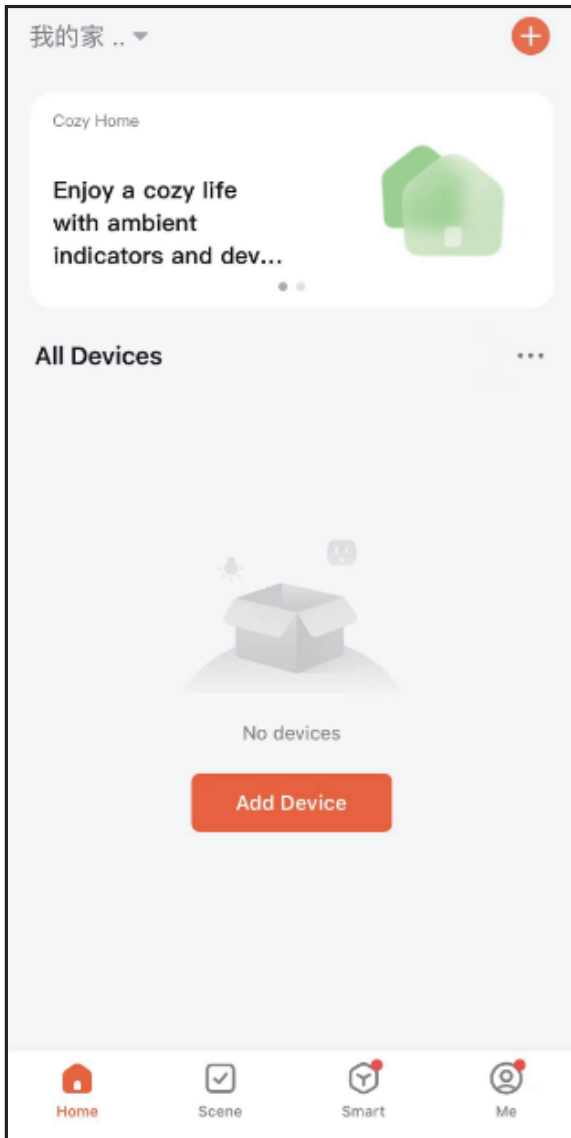 我的家 ..
Cozy Home
Enjoy a cozy life
with ambient
indicators and dev...
All Devices
No devices
Add Device
Home
Scene
Smart
Me